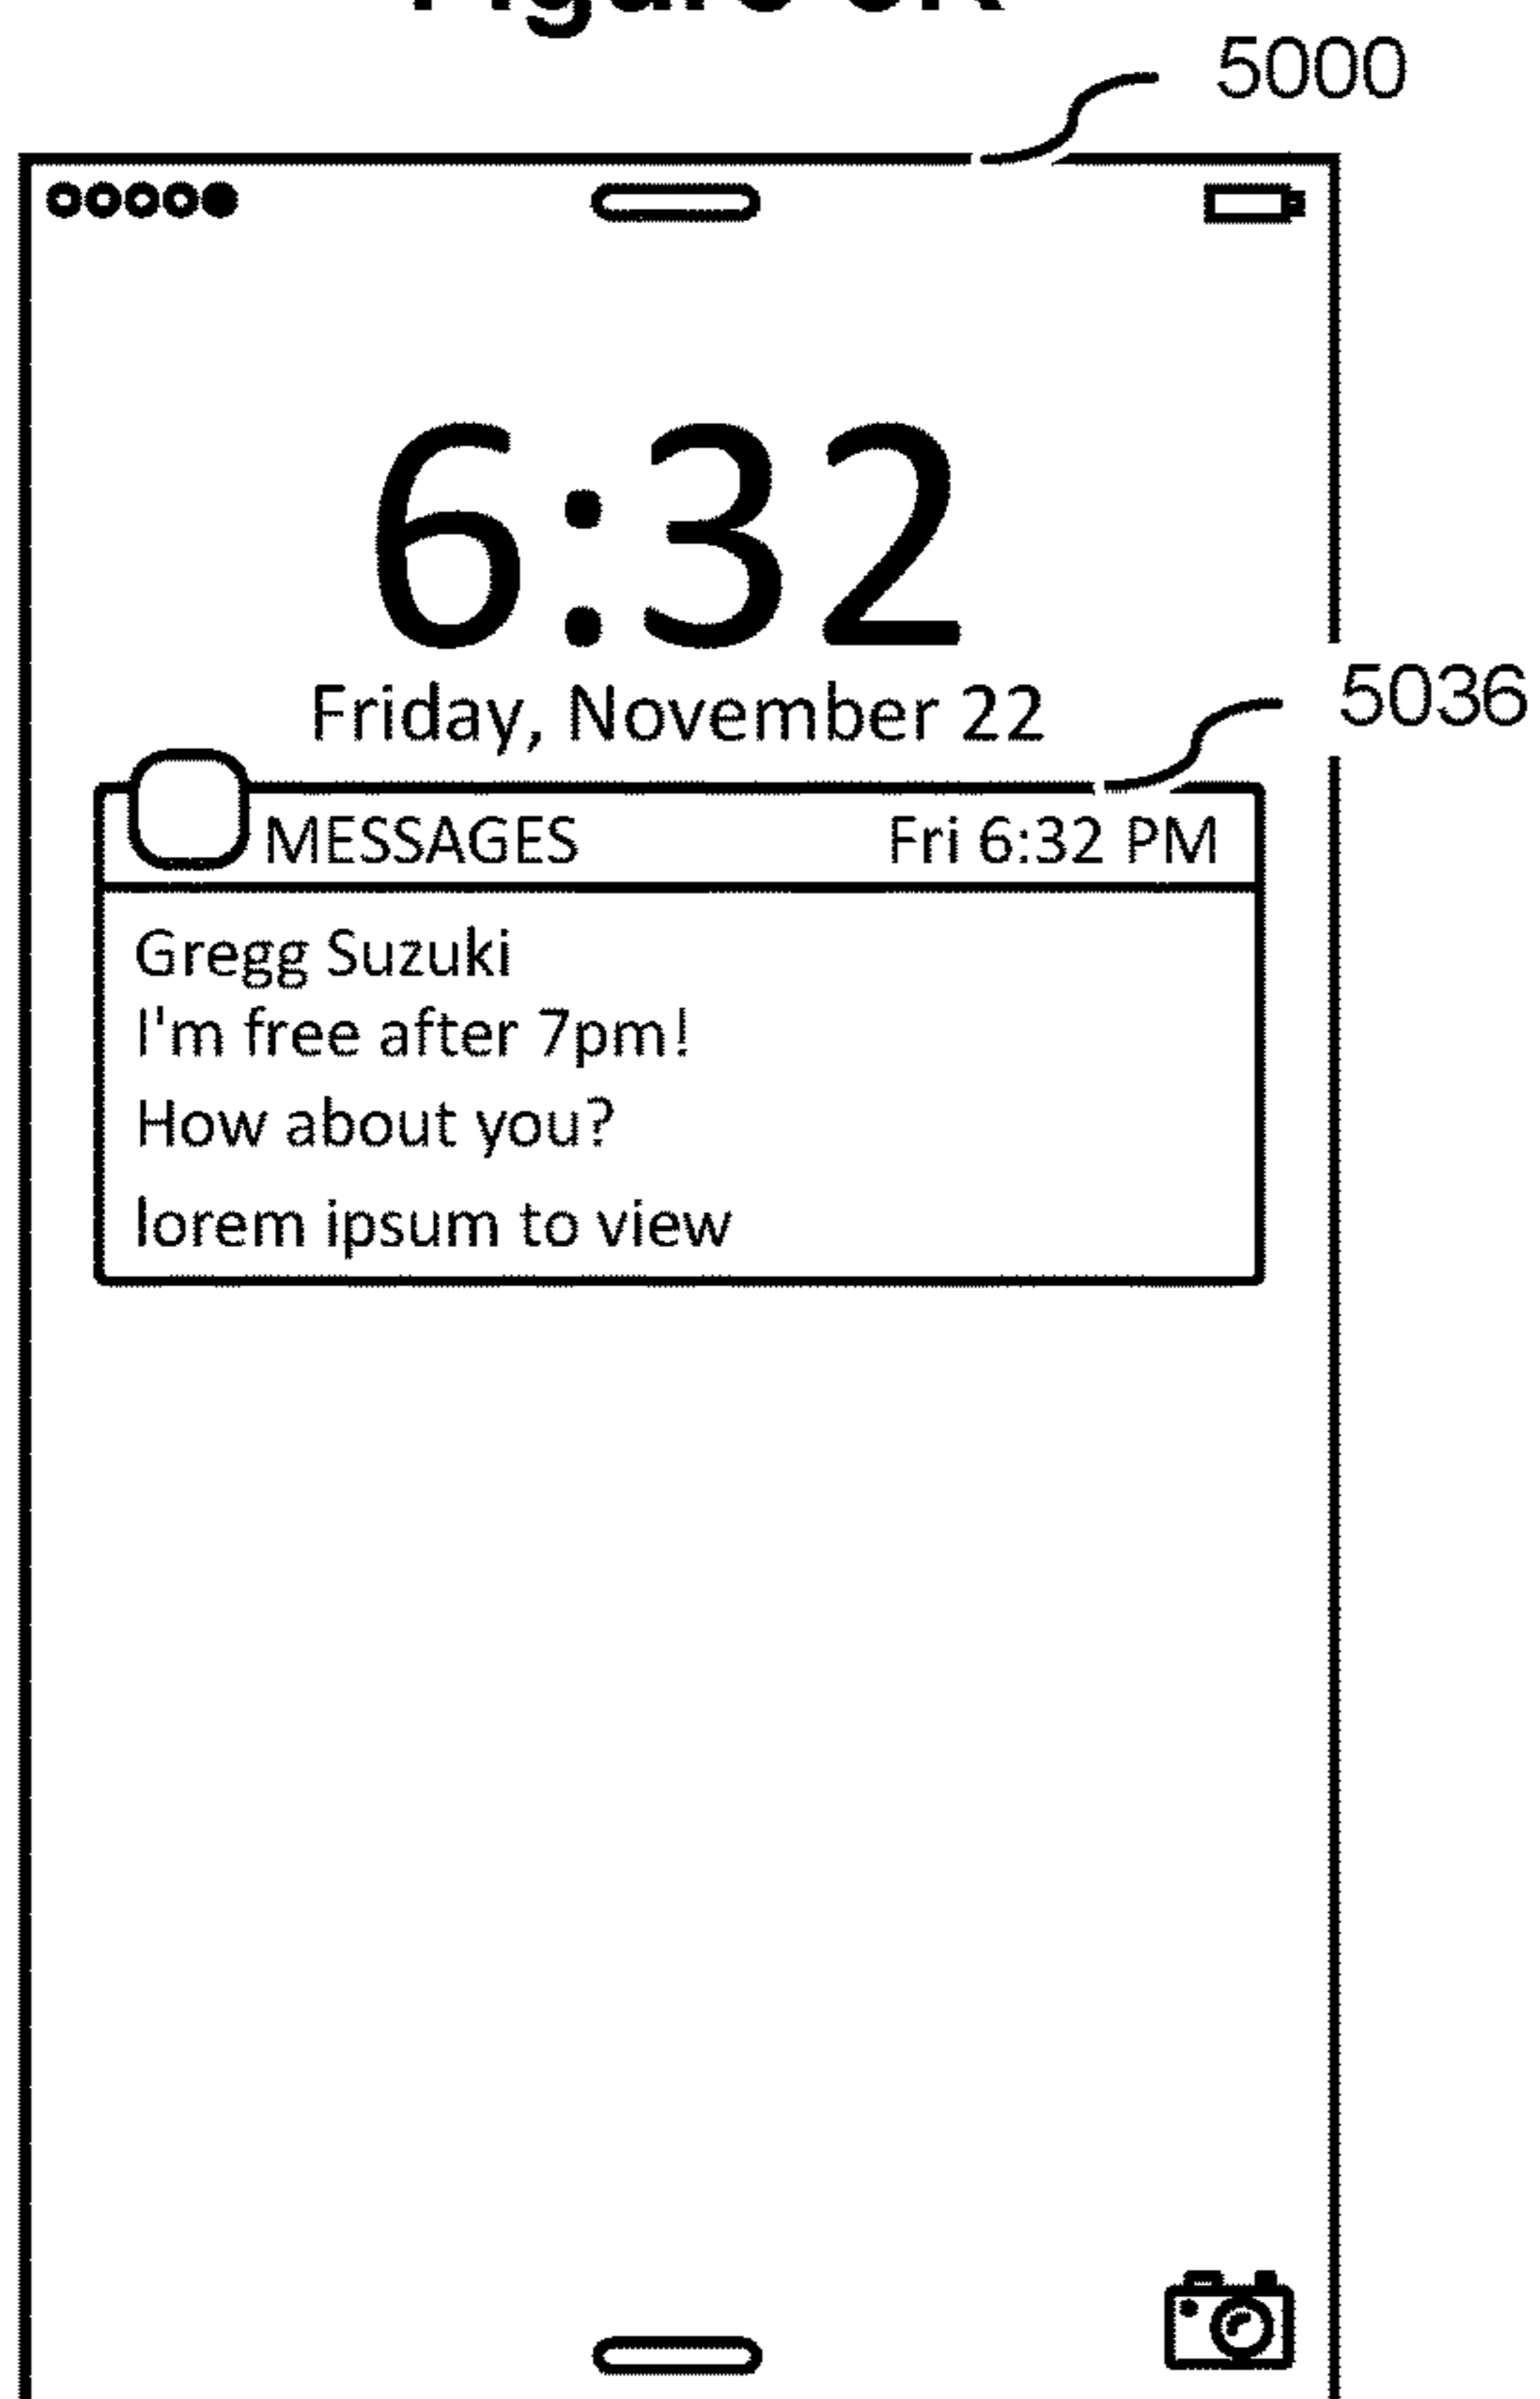 5000
6:32
Friday, November 22
5036
MESSAGES Fri 6:32 PM
Gregg Suzuki
I'm free after 7pm!
How about you?
lorem ipsum to view